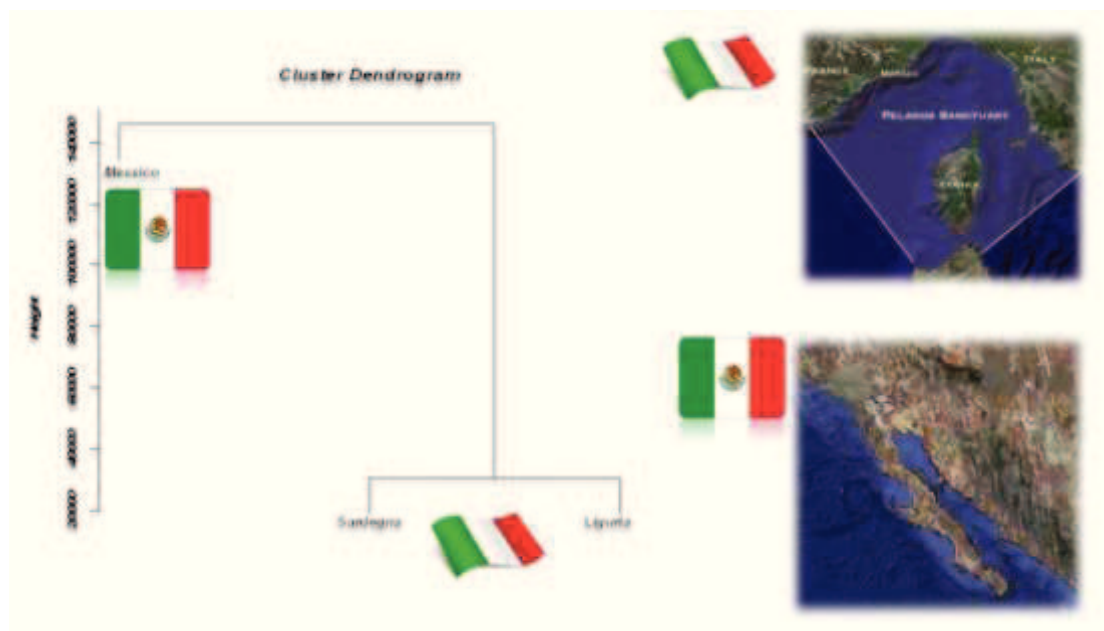 Cluster Dendrogram
Height
140000
120000
100000
80000
60000
40000
20000
Messico
Sardegna
Liguria
FRANCE
ITALY
PELAGOS SANCTUARY
CORSICA